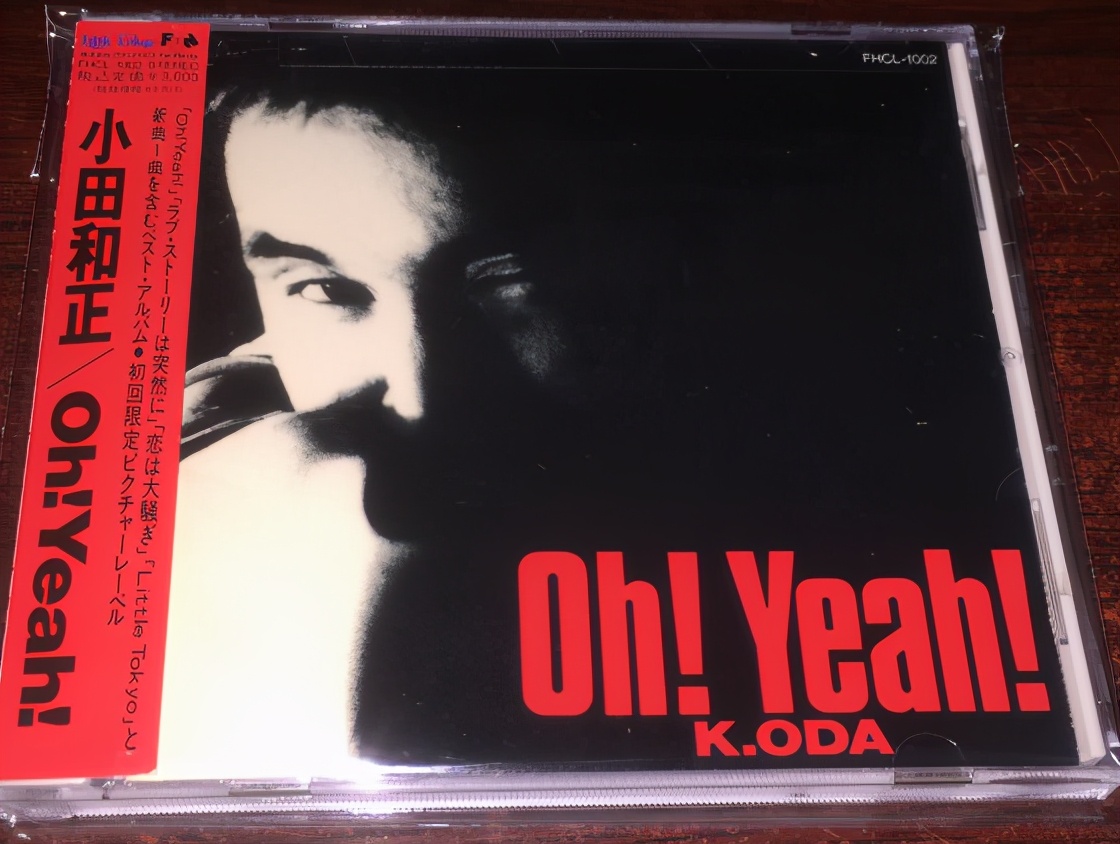 FHCL-1002
小田和正／Oh!Yeah!
「Oh!Yeah!」「ラブ・ストーリーは突然に」「恋は大騒ぎ」「Little Tokyo」と
新曲一曲を含むベスト・アルバム●初回限定ピクチャーレーベル
Oh! Yeah!
K.ODA